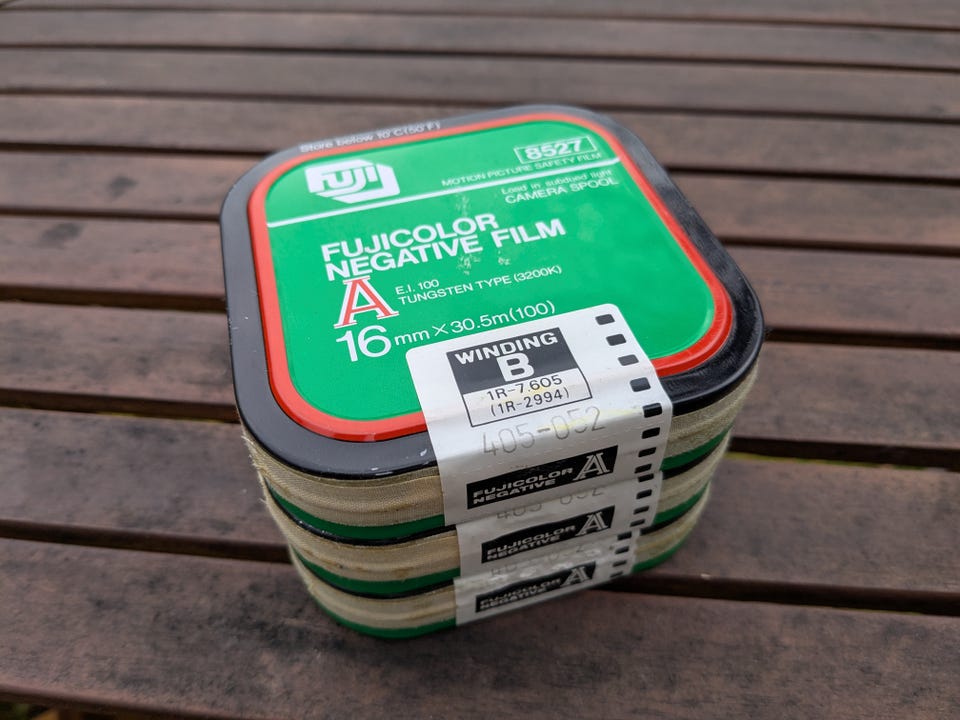 Store below 10°C(50°F)
FUJI
8527
MOTION PICTURE SAFETY FILM
Load in subdued light
CAMERA SPOOL
FUJICOLOR
NEGATIVE FILM
A
E.I. 100
TUNGSTEN TYPE (3200K)
16mm×30.5m(100)
WINDING
B
1R-7.605
(1R-2994)
405-052
FUJICOLOR
NEGATIVE A
405-052
FUJICOLOR
NEGATIVE A
FUJICOLOR
NEGATIVE A